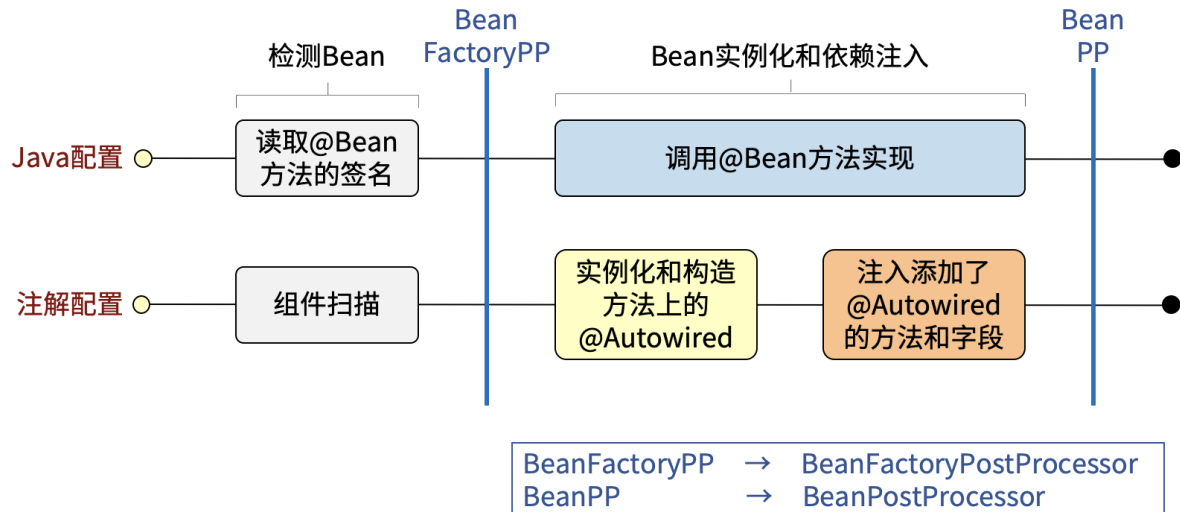 Bean
FactoryPP
Bean
PP
检测Bean
Bean实例化和依赖注入
Java配置
读取@Bean
方法的签名
调用@Bean方法实现
注解配置
组件扫描
实例化和构造
方法上的
@Autowired
注入添加了
@Autowired
的方法和字段
BeanFactoryPP → BeanFactoryPostProcessor
BeanPP → BeanPostProcessor